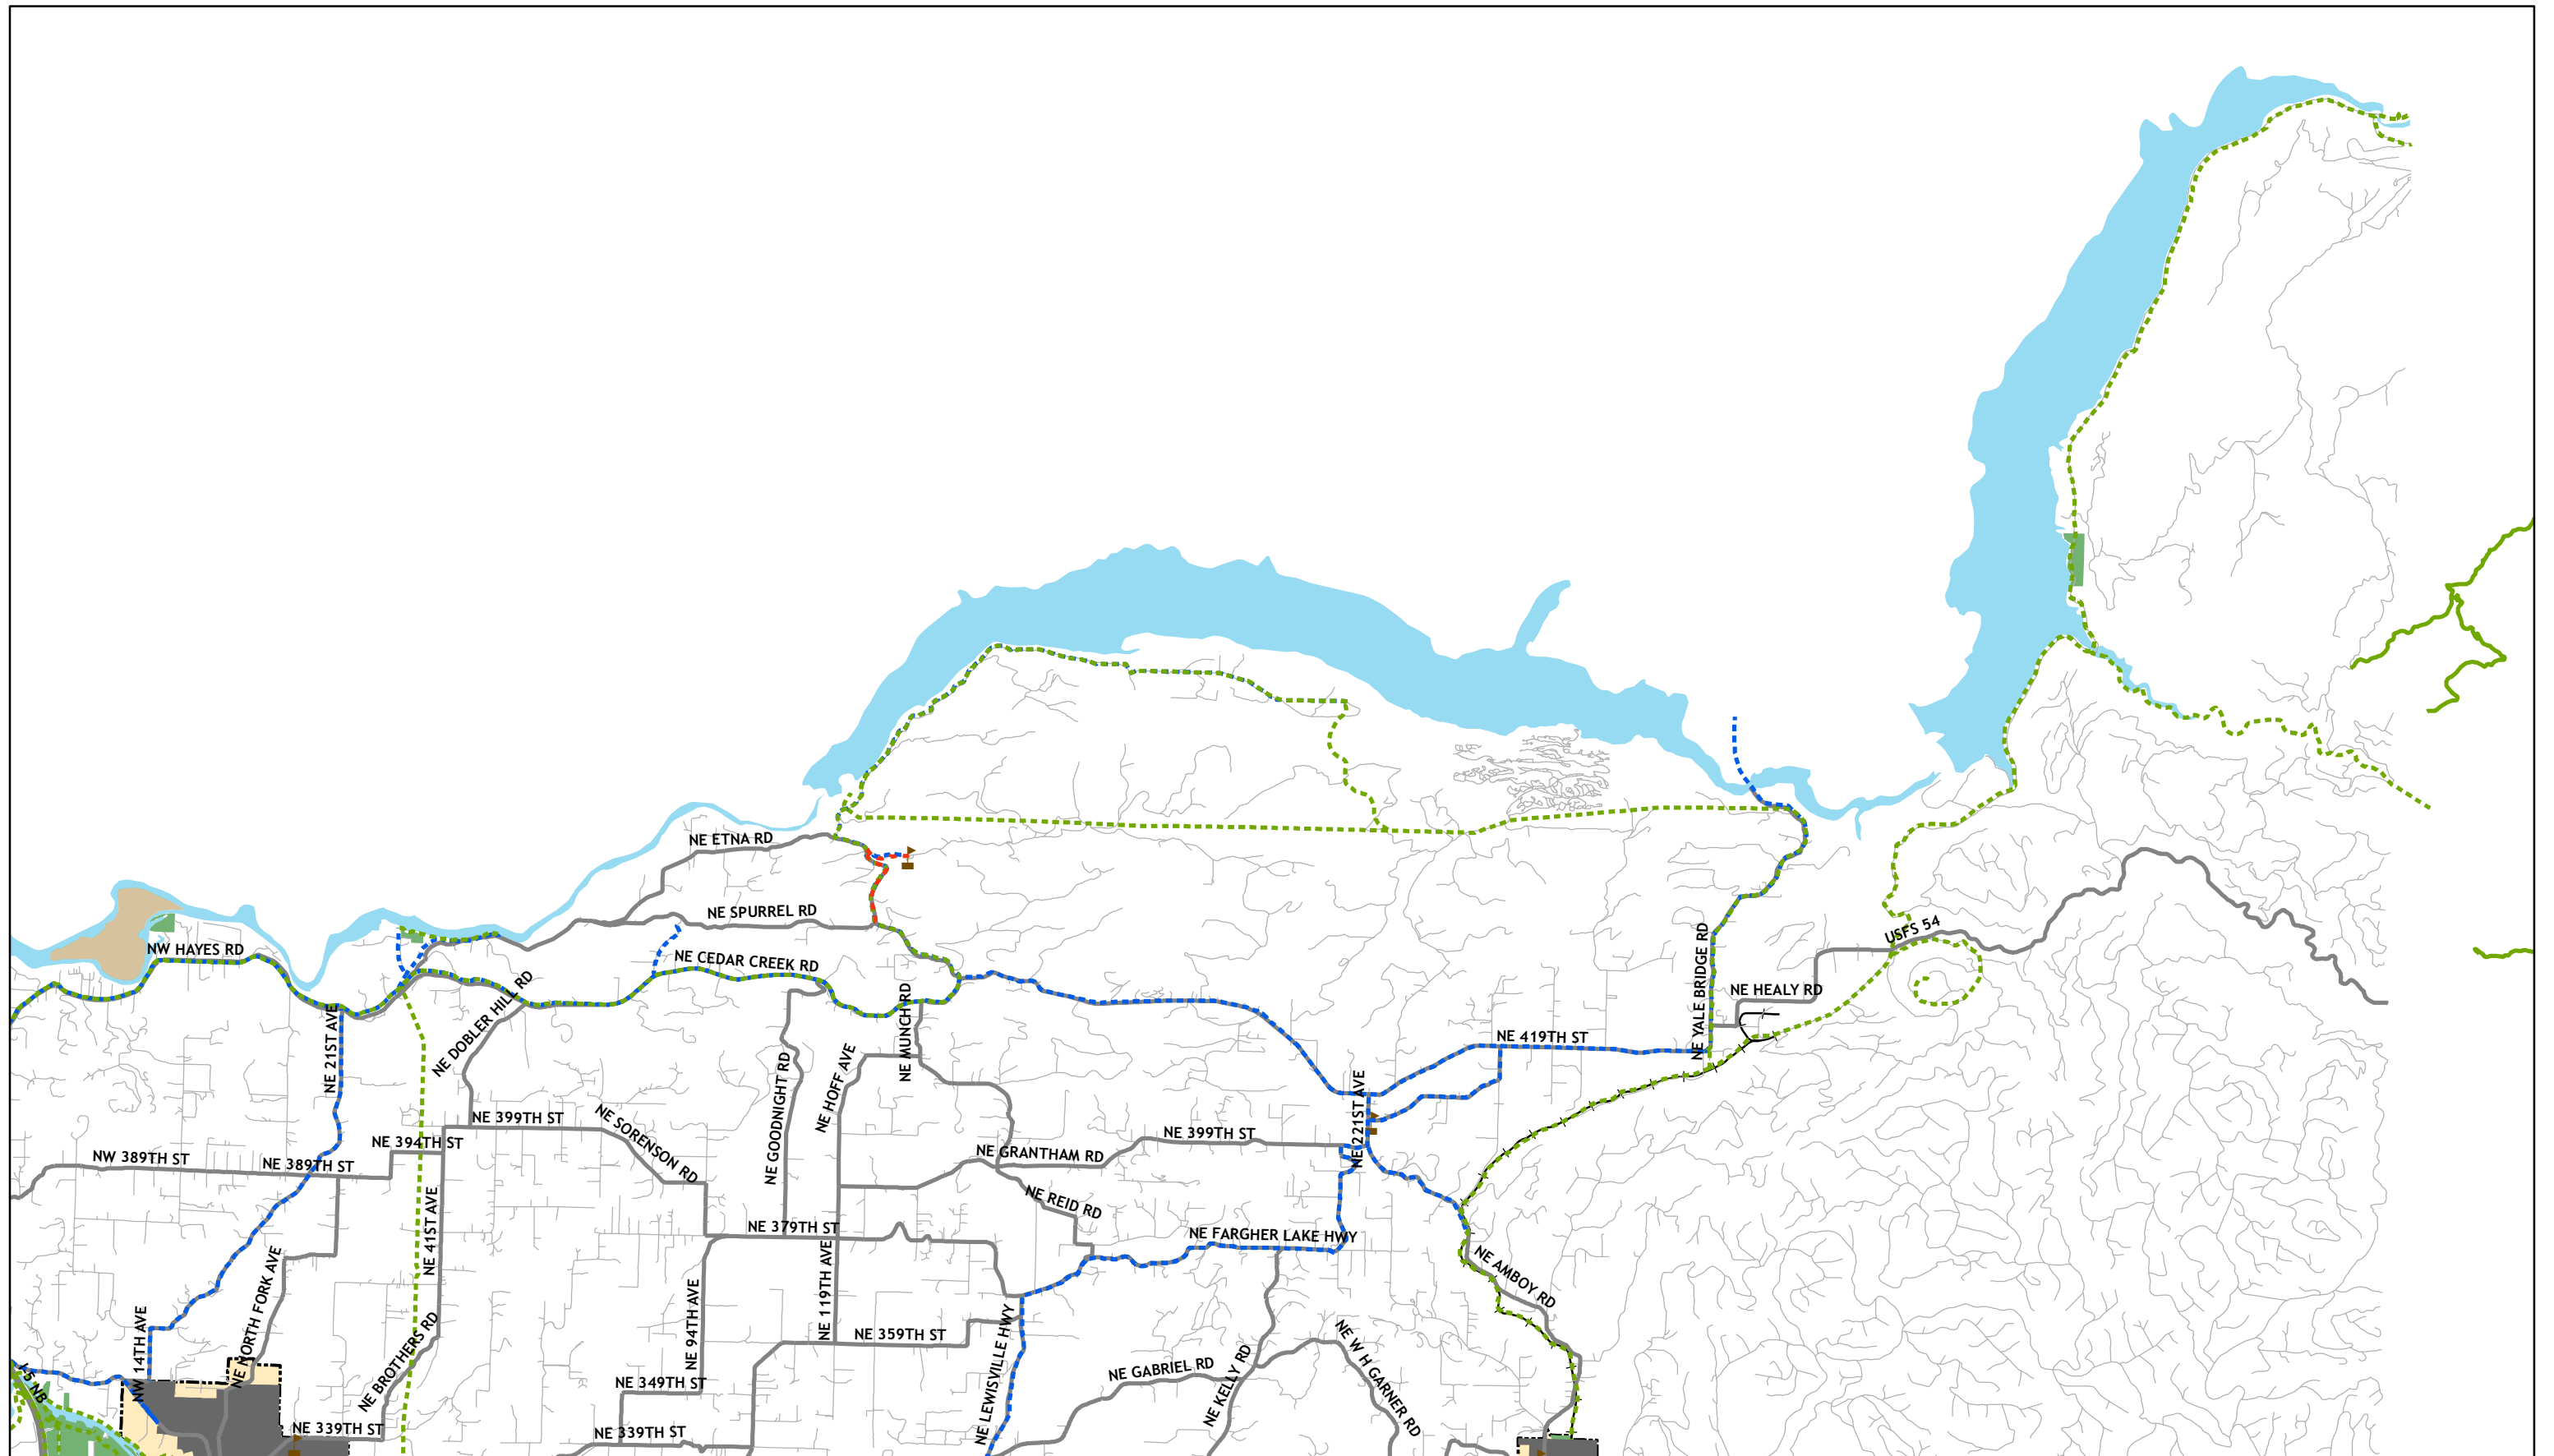 NE ETNA RD
NE SPURREL RD
NW HAYES RD
NE CEDAR CREEK RD
USFS 54
NE YALE BRIDGE RD
NE HEALY RD
NE DOBLER HILL RD
NE MUNCH RD
NE 21ST AVE
NE 419TH ST
NE GOODNIGHT RD
NE HOFF AVE
NE 221ST AVE
NE 399TH ST
NE SORENSON RD
NE 394TH ST
NE 399TH ST
NW 389TH ST
NE 389TH ST
NE GRANTHAM RD
NE REID RD
NE 41ST AVE
NE 379TH ST
NE FARGHER LAKE HWY
NE NORTH FORK AVE
NE 119TH AVE
NE AMBOY RD
NE 94TH AVE
NW 14TH AVE
NE BROTHERS RD
NE 359TH ST
NE LEWISVILLE HWY
NE W H GARNER RD
NE GABRIEL RD
NE KELLY RD
NE 349TH ST
I-5 NB
NE 339TH ST
NE 339TH ST